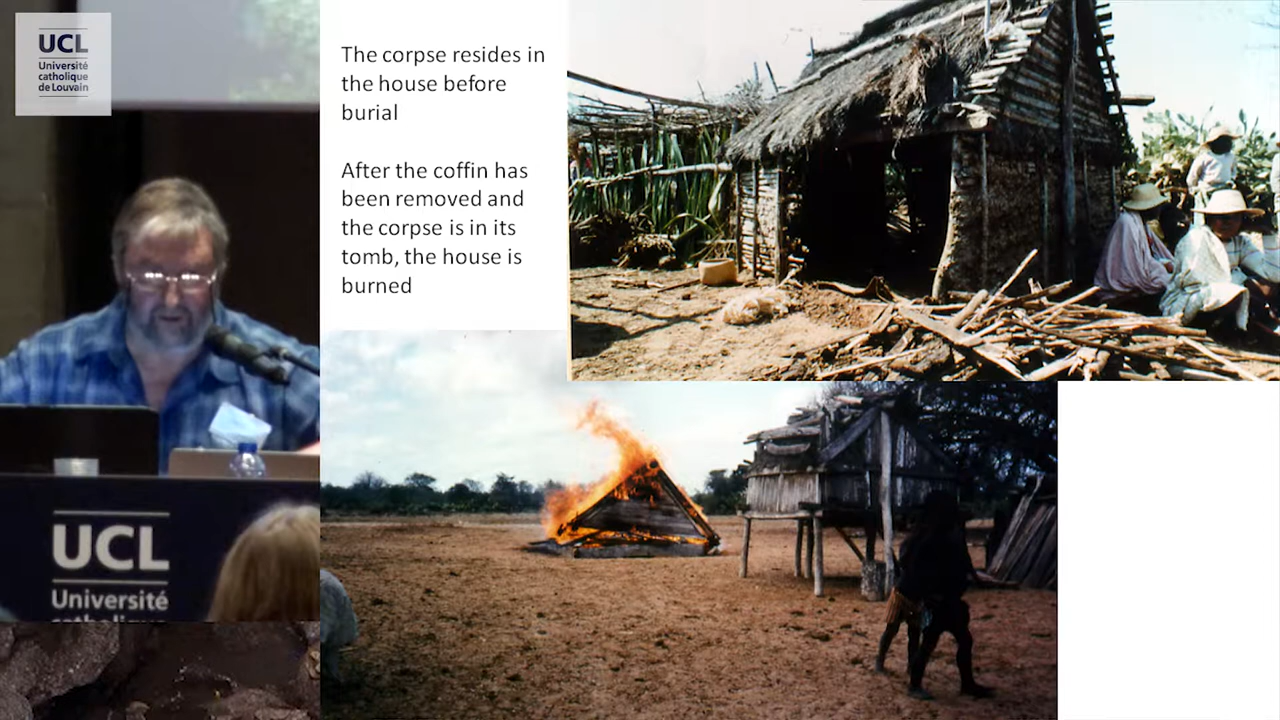 UCL
Université
catholique
de Louvain
The corpse resides in
the house before
burial
After the coffin has
been removed and
the corpse is in its
tomb, the house is
burned
UCL
Université
catholique